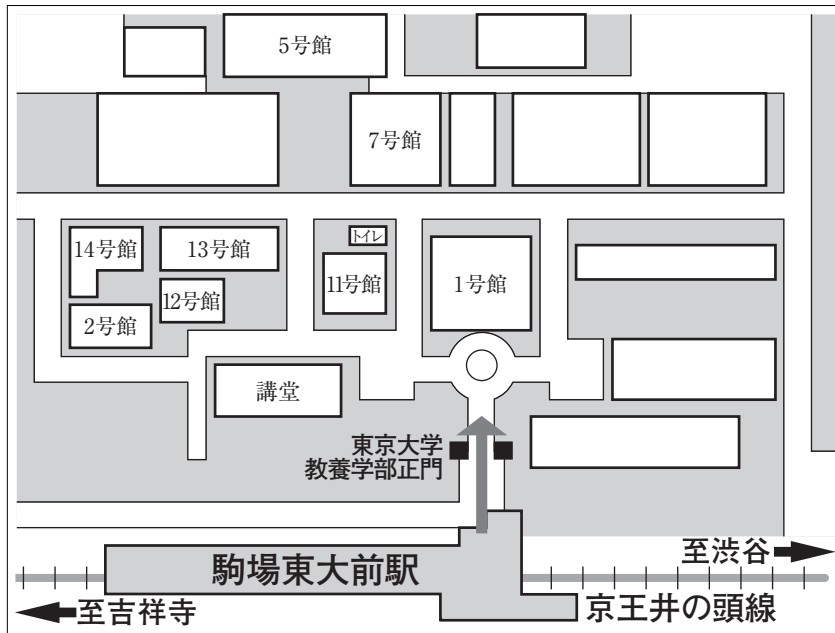 5号館
7号館
14号館
13号館
トイレ
11号館
1号館
12号館
2号館
講堂
東京大学
教養学部正門
駒場東大前駅
至渋谷
至吉祥寺
京王井の頭線